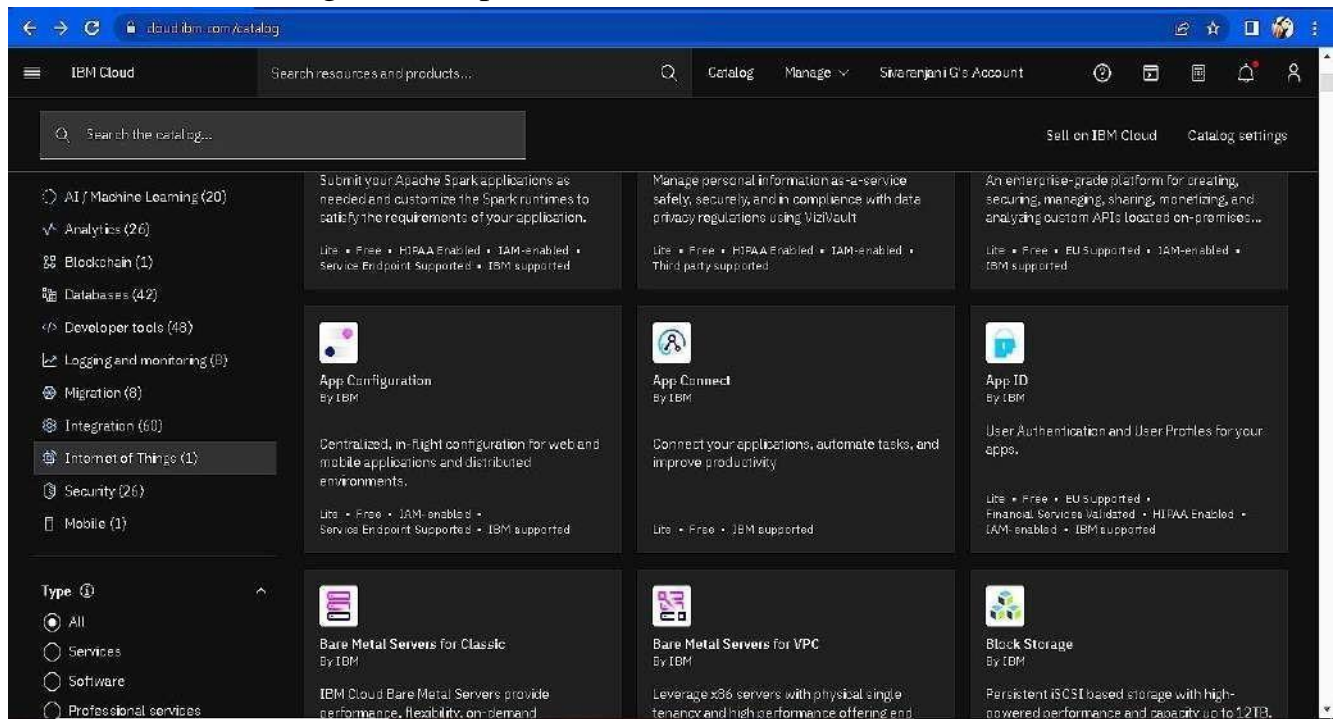 cloud.ibm.com/catalog
IBM Cloud
Search resources and products...
Catalog
Manage
Sivaranjani G's Account
Search the catalog...
Sell on IBM Cloud
Catalog settings
AI / Machine Learning (20)
Analytics (26)
Blockchain (1)
Databases (42)
Developer tools (48)
Logging and monitoring (8)
Migration (8)
Integration (60)
Internet of Things (1)
Security (26)
Mobile (1)
Type
All
Services
Software
Professional services
Submit your Apache Spark applications as
needed and customize the Spark runtimes to
satisfy the requirements of your application.
Lite • Free • HIPAA Enabled • IAM-enabled •
Service Endpoint Supported • IBM supported
Manage personal information as-a-service
safely, securely, and in compliance with data
privacy regulations using ViziVault
Lite • Free • HIPAA Enabled • IAM-enabled •
Third party supported
An enterprise-grade platform for creating,
securing, managing, sharing, monetizing, and
analyzing custom APIs located on-premises...
Lite • Free • EU Supported • IAM-enabled •
IBM supported
App Configuration
By IBM
Centralized, in-flight configuration for web and
mobile applications and distributed
environments.
Lite • Free • IAM-enabled •
Service Endpoint Supported • IBM supported
App Connect
By IBM
Connect your applications, automate tasks, and
improve productivity
Lite • Free • IBM supported
App ID
By IBM
User Authentication and User Profiles for your
apps.
Lite • Free • EU Supported •
Financial Services Validated • HIPAA Enabled •
IAM-enabled • IBM supported
Bare Metal Servers for Classic
By IBM
IBM Cloud Bare Metal Servers provide
performance, flexibility, on-demand
Bare Metal Servers for VPC
By IBM
Leverage x86 servers with physical single
tenancy and high performance offering end
Block Storage
By IBM
Persistent iSCSI based storage with high-
powered performance and capacity up to 12TB.